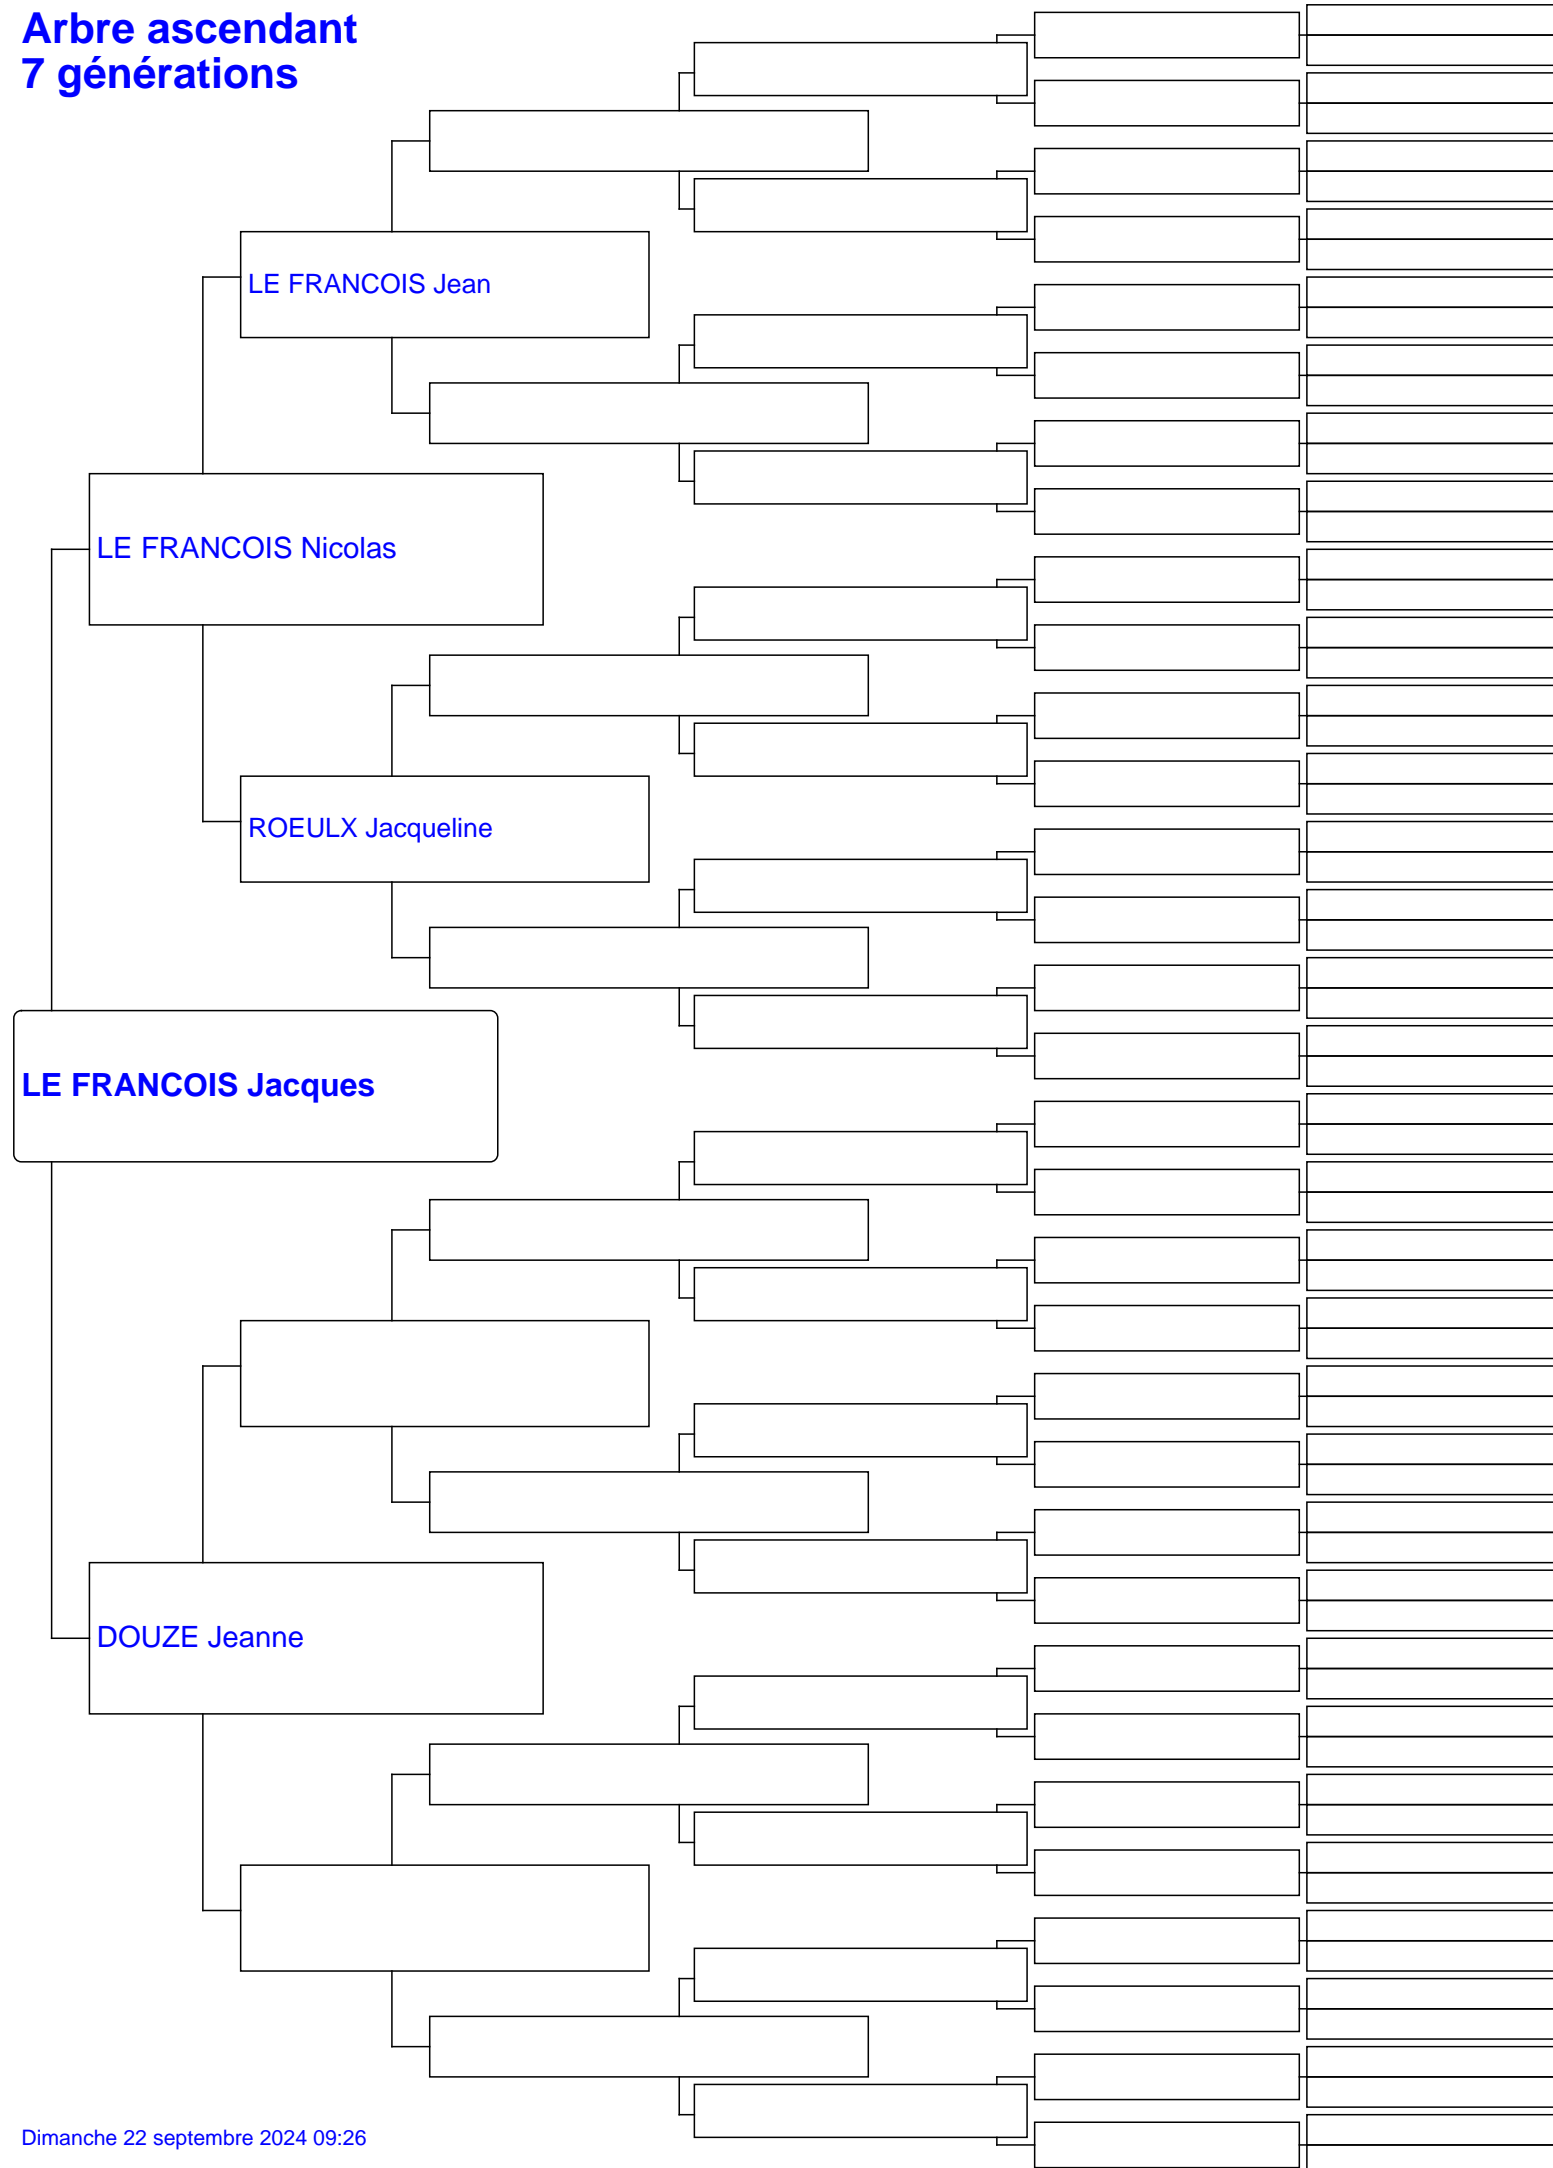 Arbre ascendant
7 générations
LE FRANCOIS Jean
LE FRANCOIS Nicolas
ROEULX Jacqueline
LE FRANCOIS Jacques
DOUZE Jeanne
Dimanche 22 septembre 2024 09:26